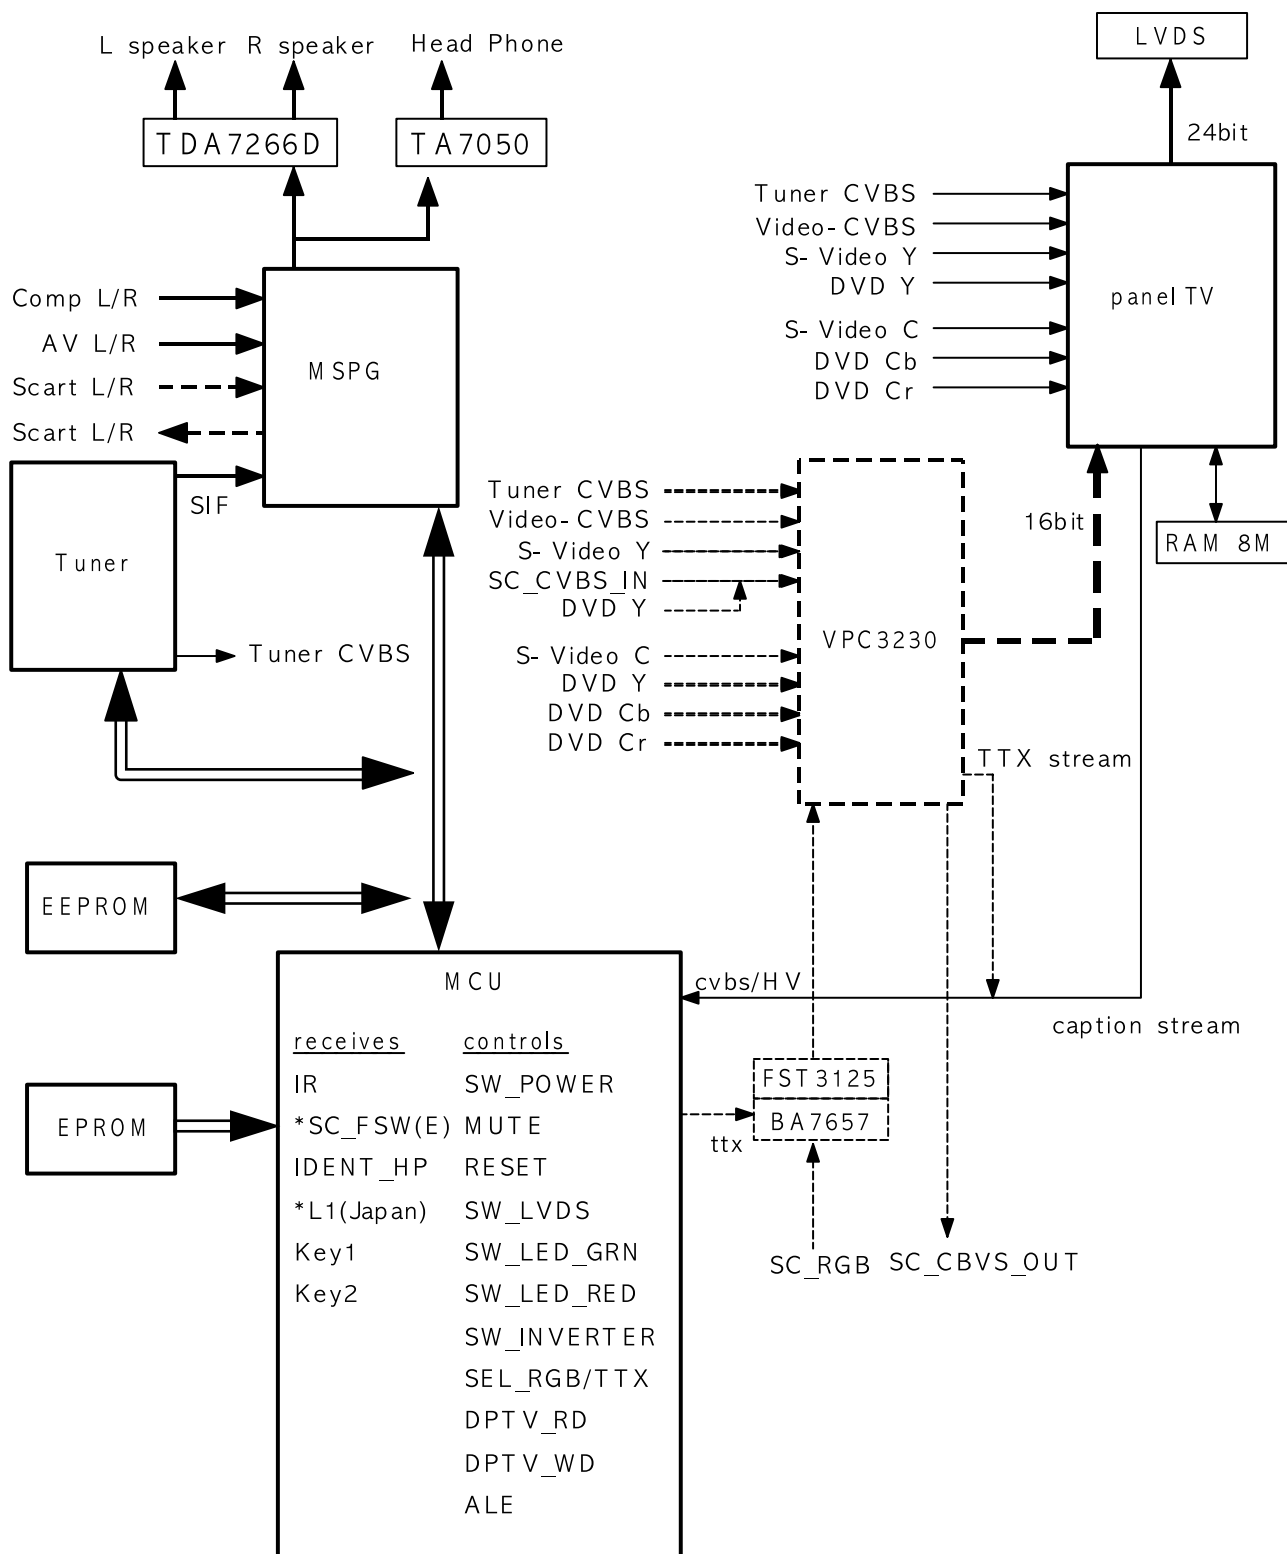 L speaker R speaker
Head Phone
LVDS
TDA7266D
TA7050
24bit
Tuner CVBS
Video-CVBS
S-Video Y
DVD Y
S-Video C
DVD Cb
DVD Cr
panel TV
Comp L/R
AV L/R
Scart L/R
Scart L/R
MSPG
SIF
Tuner
Tuner CVBS
Tuner CVBS
Video-CVBS
S-Video Y
SC_CVBS_IN
DVD Y
S-Video C
DVD Y
DVD Cb
DVD Cr
VPC3230
16bit
RAM 8M
TTX stream
EEPROM
MCU
cvbs/HV
caption stream
receives controls
IR SW_POWER
*SC_FSW(E) MUTE
IDENT_HP RESET
*L1(Japan) SW_LVDS
Key1 SW_LED_GRN
Key2 SW_LED_RED
SW_INVERTER
SEL_RGB/TTX
DPTV_RD
DPTV_WD
ALE
EPROM
FST3125
BA7657
ttx
SC_RGB SC_CBVS_OUT